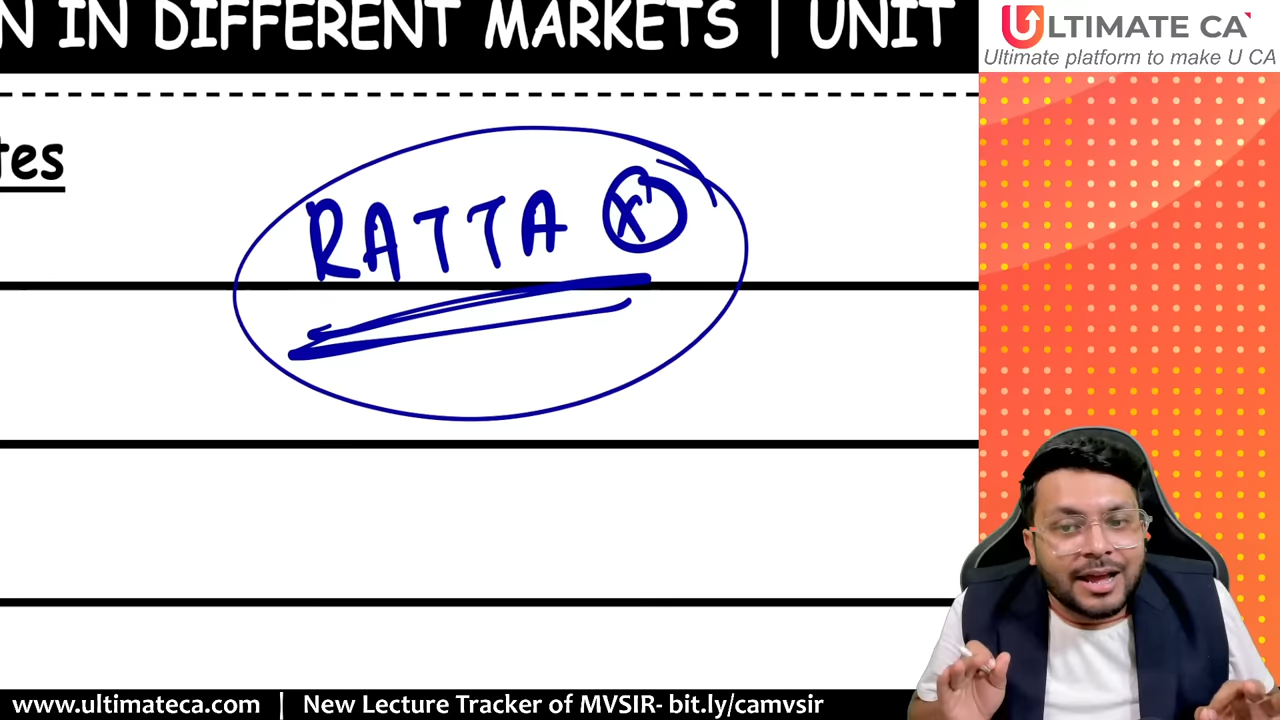 N IN DIFFERENT MARKETS | UNIT
ULTIMATE CA
Ultimate platform to make U CA
tes
RATTA X
www.ultimateca.com | New Lecture Tracker of MVSIR- bit.ly/camvsir